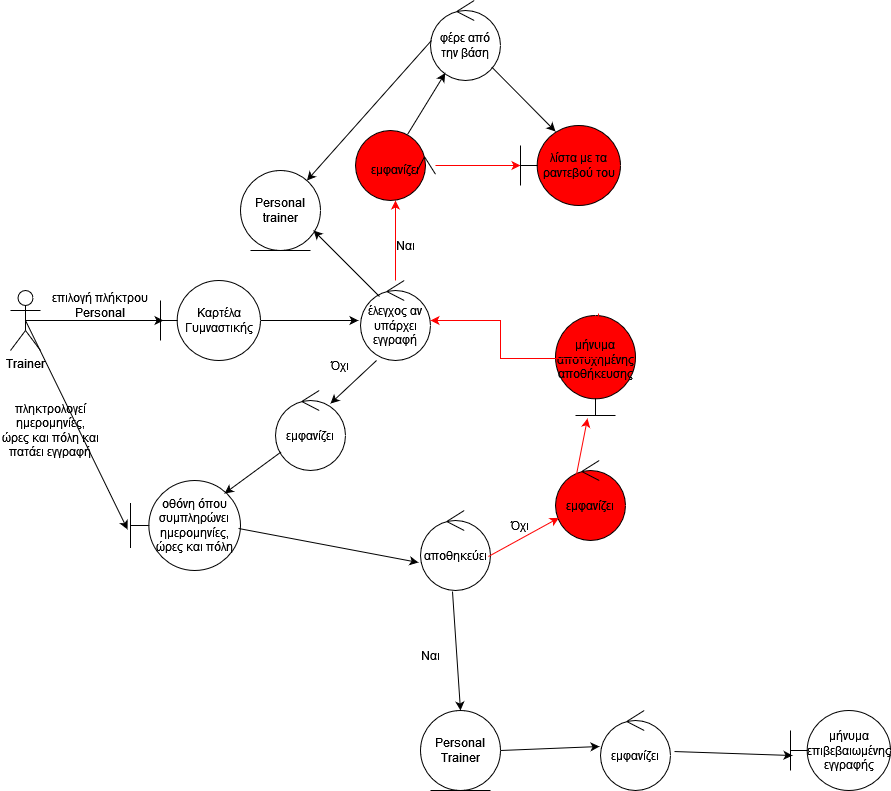 φέρε από
την βάση
εμφανίζει
λίστα με τα
ραντεβού του
Personal
trainer
Ναι
επιλογή πλήκτρου
Personal
Καρτέλα
Γυμναστικής
έλεγχος αν
υπάρχει
εγγραφή
Trainer
μήνυμα
αποτυχημένης
αποθήκευσης
Όχι
πληκτρολογεί
ημερομηνίες,
ώρες και πόλη και
πατάει εγγραφή
εμφανίζει
οθόνη όπου
συμπληρώνει
ημερομηνίες,
ώρες και πόλη
εμφανίζει
Όχι
αποθηκεύει
Ναι
Personal
Trainer
εμφανίζει
μήνυμα
επιβεβαιωμένης
εγγραφής